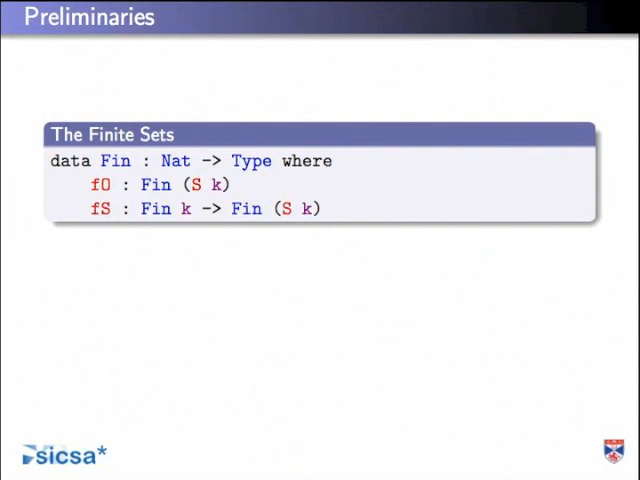 Preliminaries
The Finite Sets
data Fin : Nat -> Type where
fO : Fin (S k)
fS : Fin k -> Fin (S k)
sicsa*